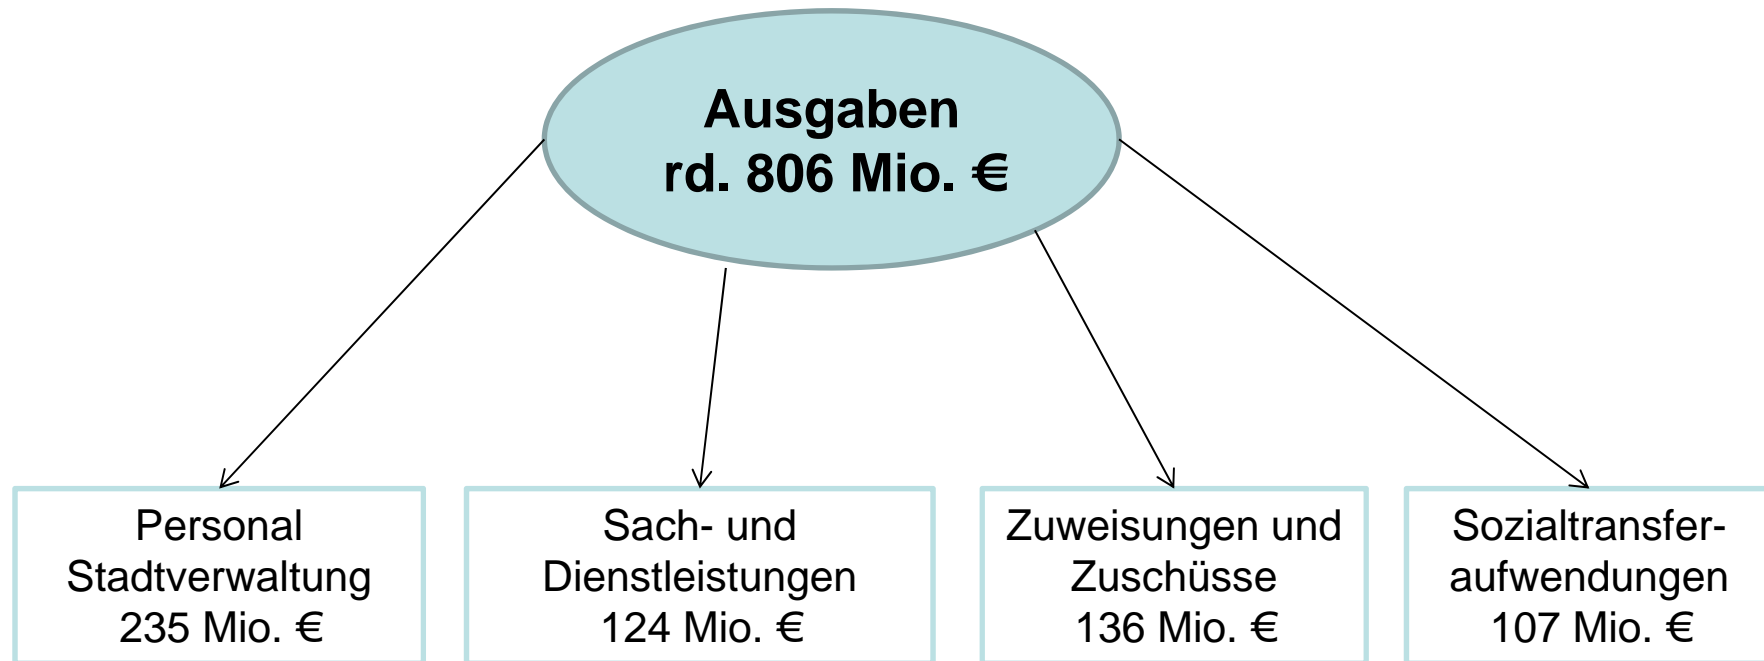 Ausgaben
rd. 806 Mio. €
Personal
Stadtverwaltung
235 Mio. €
Sach- und
Dienstleistungen
124 Mio. €
Zuweisungen und
Zuschüsse
136 Mio. €
Sozialtransfer-
aufwendungen
107 Mio. €